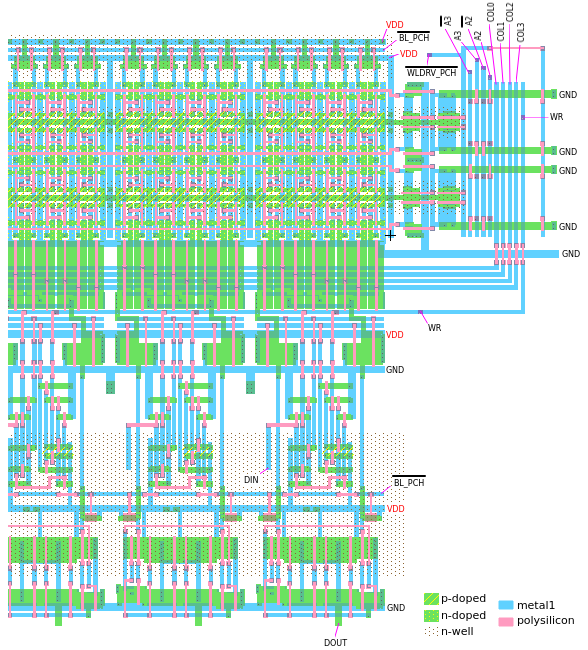 VDD
BL_PCH
VDD
WLDRV_PCH
A3
A3
A2
A2
COL0
COL1
COL2
COL3
GND
WR
GND
GND
GND
GND
WR
VDD
GND
DIN
BL_PCH
VDD
GND
DOUT
p-doped
n-doped
n-well
metal1
polysilicon